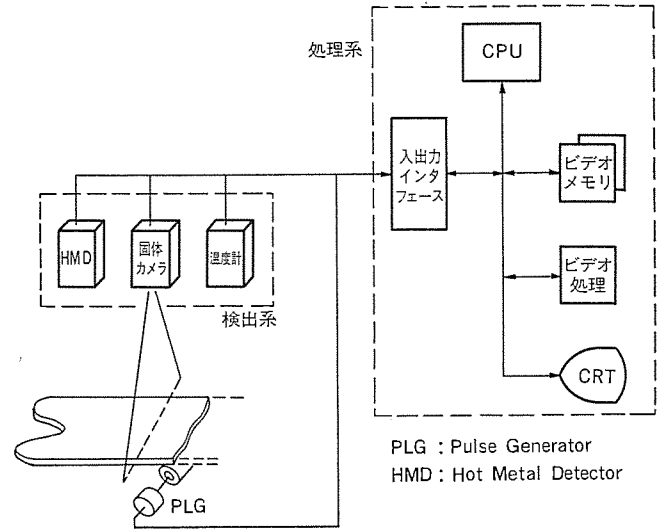 処理系
CPU
入出力
インタ
フェース
ビデオ
メモリ
HMD
固体
カメラ
温度計
検出系
ビデオ
処理
CRT
PLG
PLG : Pulse Generator
HMD : Hot Metal Detector